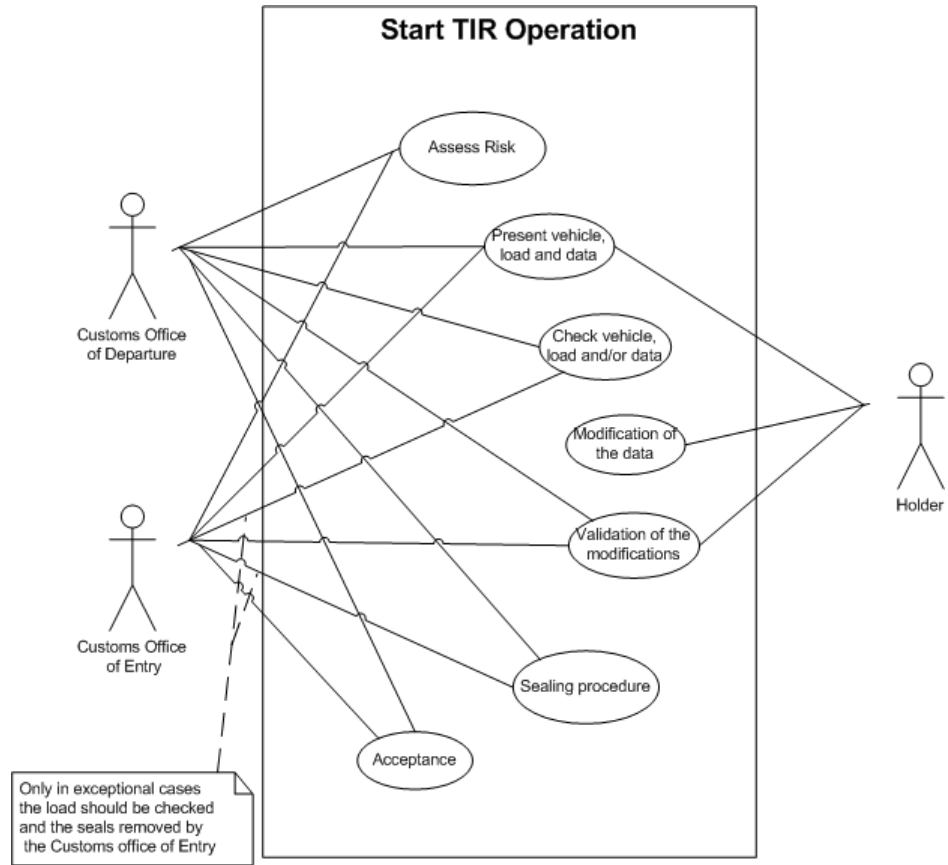 Start TIR Operation
Assess Risk
Present vehicle,
load and data
Customs Office
of Departure
Check vehicle,
load and/or data
Modification of
the data
Holder
Validation of the
modifications
Customs Office
of Entry
Sealing procedure
Acceptance
Only in exceptional cases
the load should be checked
and the seals removed by
the Customs office of Entry